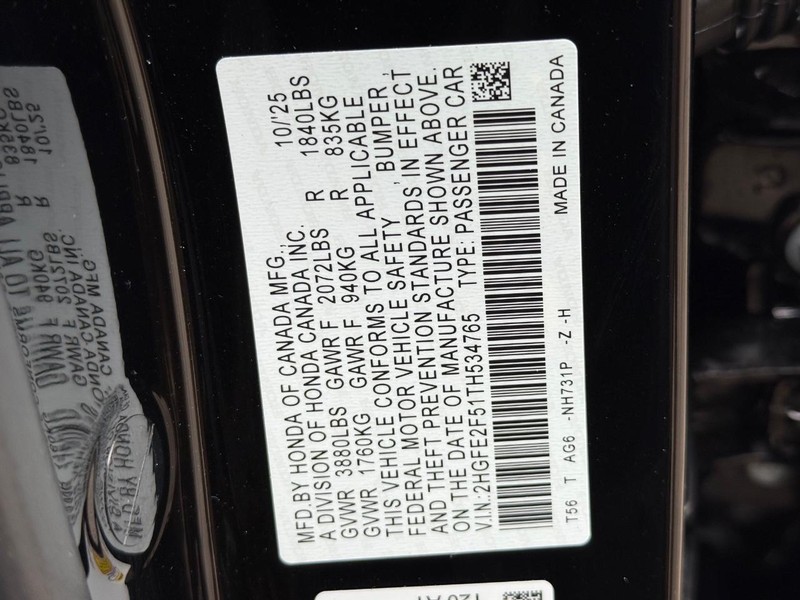 MFD.BY HONDA OF CANADA MFG., 10/'25
A DIVISION OF HONDA CANADA INC.
GVWR 3880LBS GAWR F 2072LBS R 1840LBS
GVWR 1760KG GAWR F 940KG R 835KG
THIS VEHICLE CONFORMS TO ALL APPLICABLE
FEDERAL MOTOR VEHICLE SAFETY , BUMPER ,
AND THEFT PREVENTION STANDARDS IN EFFECT
ON THE DATE OF MANUFACTURE SHOWN ABOVE.
V.I.N.:2HGFE2F51TH534765 TYPE: PASSENGER CAR
T56 T AG6 -NH731P -Z -H MADE IN CANADA